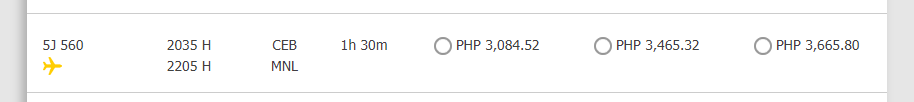 5J 560 2035 H CEB 1h 30m PHP 3,084.52 PHP 3,465.32 PHP 3,665.80
2205 H MNL